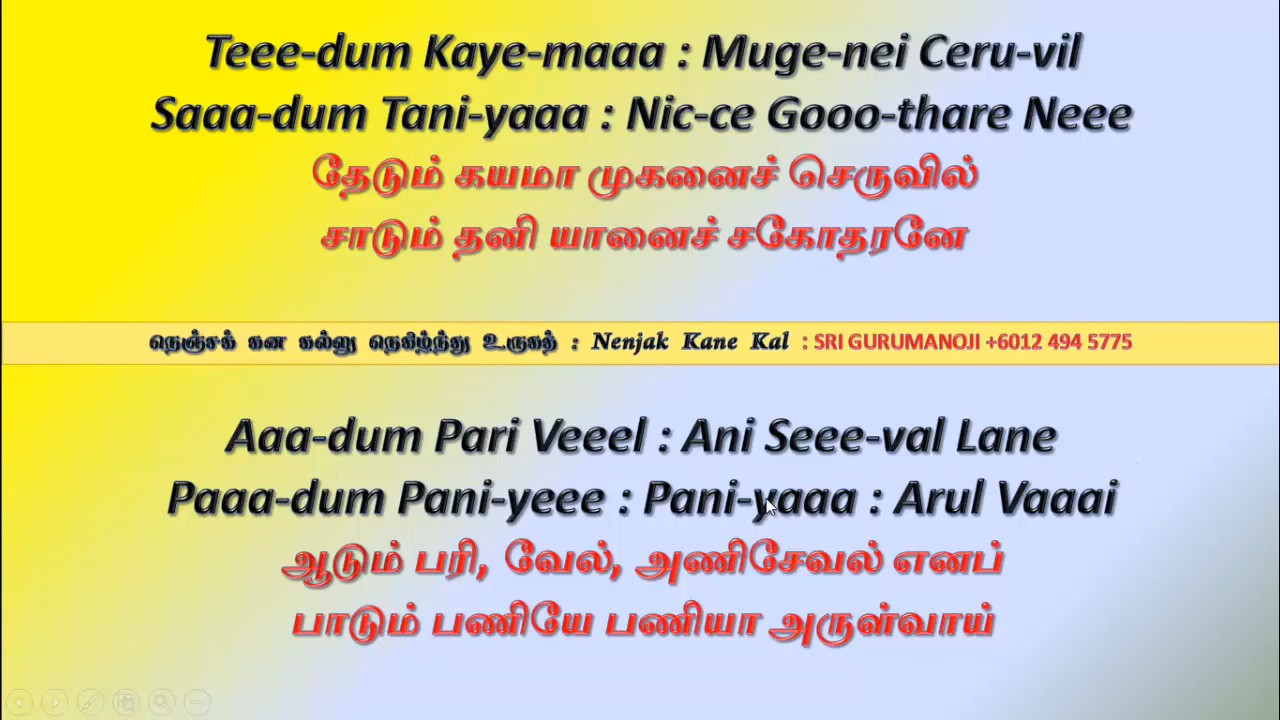 Teee-dum Kaye-maaa : Muge-nei Ceru-vil
Saaa-dum Tani-yaaa : Nic-ce Gooo-thare Neee
தேடும் கயமா முகனைச் செருவில்
சாடும் தனி யானைச் சகோதரனே
நெஞ்சக் கன கல்லு நெகிழ்ந்து உருகத் : Nenjak Kane Kal : SRI GURUMANOJI +6012 494 5775
Aaa-dum Pari Veeel : Ani Seee-val Lane
Paaa-dum Pani-yeee : Pani-yaaa : Arul Vaaai
ஆடும் பரி, வேல், அணிசேவல் எனப்
பாடும் பணியே பணியா அருள்வாய்